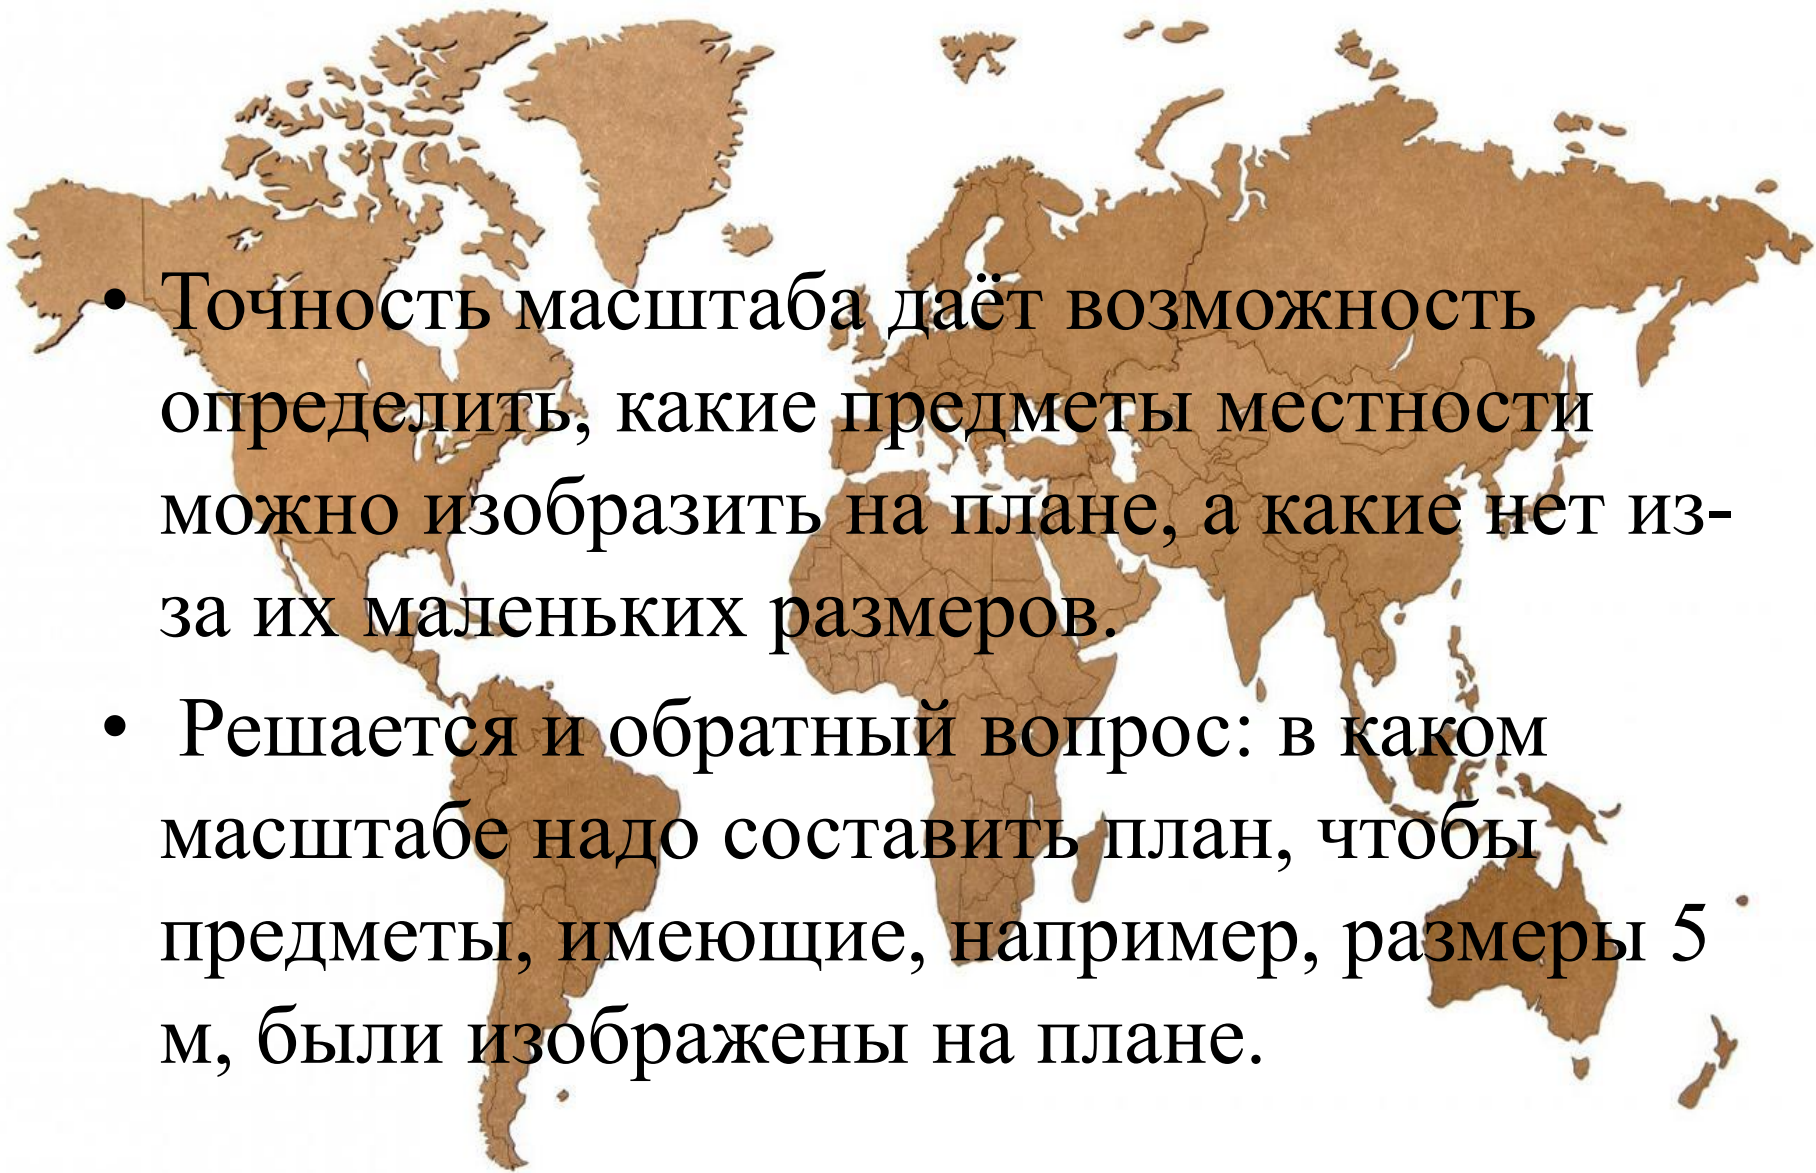 • Точность масштаба даёт возможность
определить, какие предметы местности
можно изобразить на плане, а какие нет из-
за их маленьких размеров.
• Решается и обратный вопрос: в каком
масштабе надо составить план, чтобы
предметы, имеющие, например, размеры 5
м, были изображены на плане.